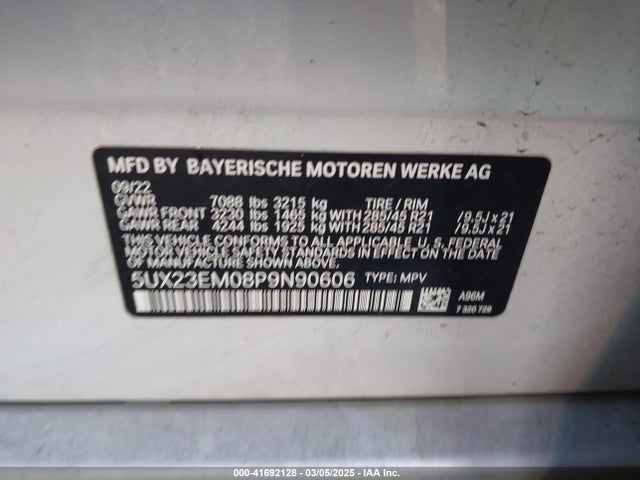 MFD BY BAYERISCHE MOTOREN WERKE AG
09/22
GVWR 7088 lbs 3215 kg TIRE / RIM
GAWR FRONT 3230 lbs 1465 kg WITH 285/45 R21 /9.5J x 21
GAWR REAR 4244 lbs 1925 kg WITH 285/45 R21 /9.5J x 21
THIS VEHICLE CONFORMS TO ALL APPLICABLE U. S. FEDERAL
MOTOR VEHICLE SAFETY STANDARDS IN EFFECT ON
THE DATE OF MANUFACTURE SHOWN ABOVE.
5UX23EM08P9N90606 TYPE: MPV
A96M
7 320 729
000-41692128 - 03/05/2025 - IAA Inc.